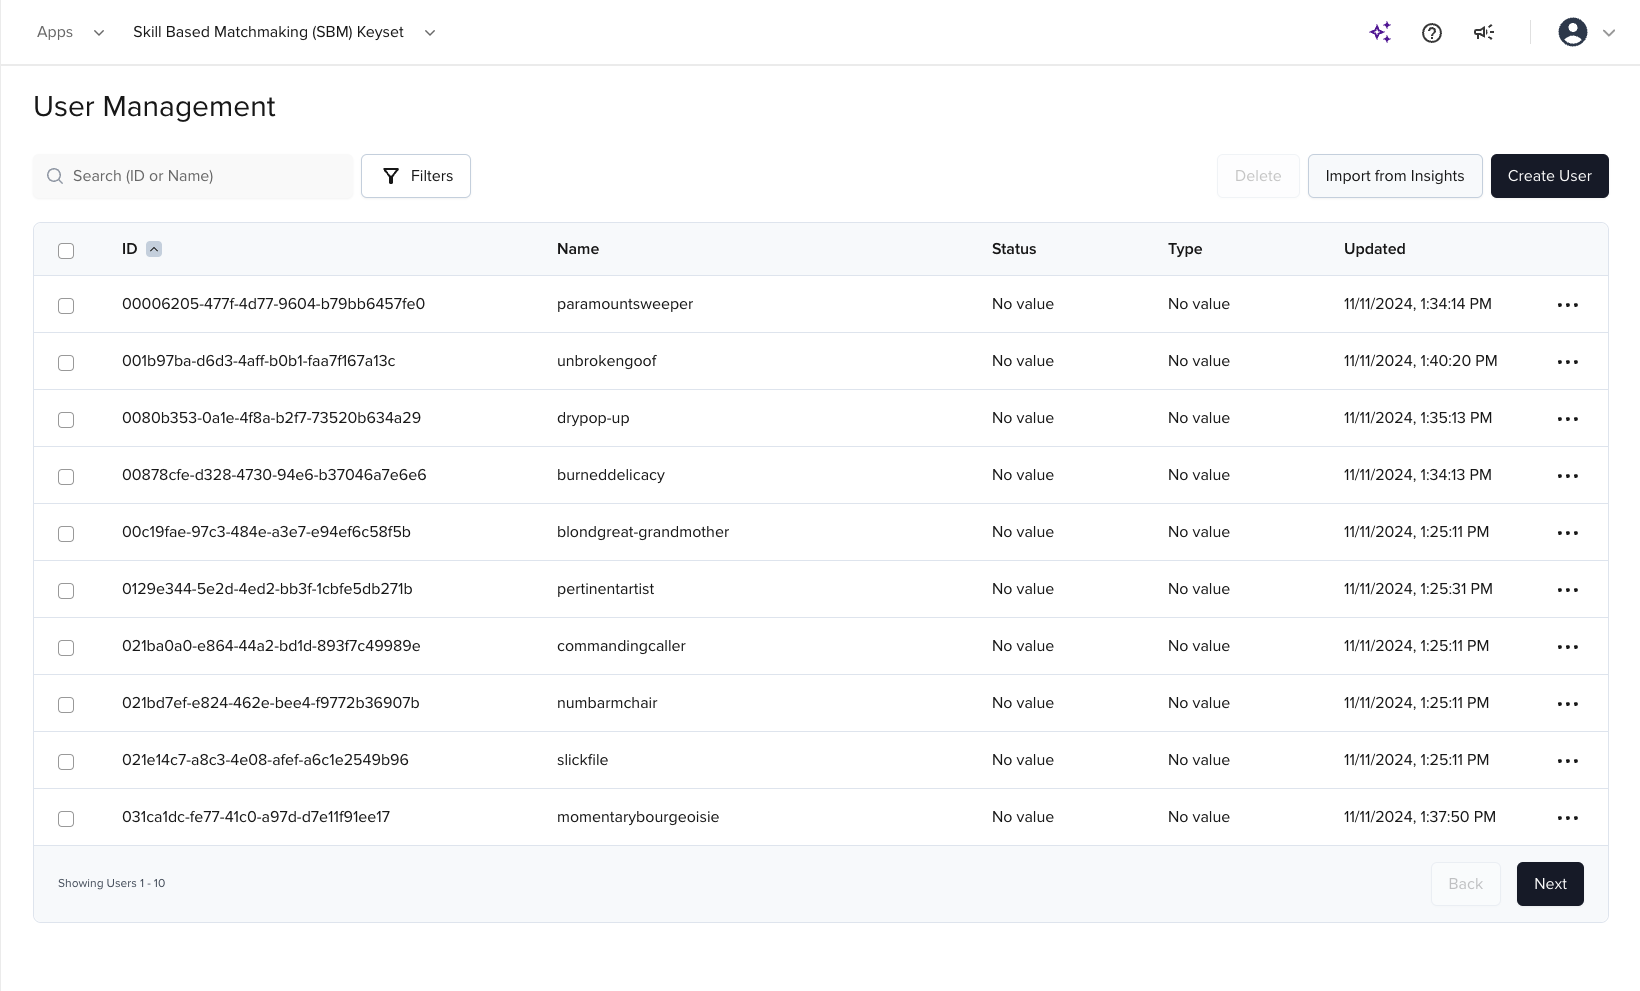 Apps Skill Based Matchmaking (SBM) Keyset
User Management
Search (ID or Name) Filters Delete Import from Insights Create User
ID Name Status Type Updated
00006205-477f-4d77-9604-b79bb6457fe0 paramountsweeper No value No value 11/11/2024, 1:34:14 PM
001b97ba-d6d3-4aff-b0b1-faa7f167a13c unbrokengoof No value No value 11/11/2024, 1:40:20 PM
0080b353-0a1e-4f8a-b2f7-73520b634a29 drypop-up No value No value 11/11/2024, 1:35:13 PM
00878cfe-d328-4730-94e6-b37046a7e6e6 burneddelicacy No value No value 11/11/2024, 1:34:13 PM
00c19fae-97c3-484e-a3e7-e94ef6c58f5b blondgreat-grandmother No value No value 11/11/2024, 1:25:11 PM
0129e344-5e2d-4ed2-bb3f-1cbfe5db271b pertinentartist No value No value 11/11/2024, 1:25:31 PM
021ba0a0-e864-44a2-bd1d-893f7c49989e commandingcaller No value No value 11/11/2024, 1:25:11 PM
021bd7ef-e824-462e-bee4-f9772b36907b numbarmchair No value No value 11/11/2024, 1:25:11 PM
021e14c7-a8c3-4e08-afef-a6c1e2549b96 slickfile No value No value 11/11/2024, 1:25:11 PM
031ca1dc-fe77-41c0-a97d-d7e11f91ee17 momentarybourgeoisie No value No value 11/11/2024, 1:37:50 PM
Showing Users 1 - 10 Back Next